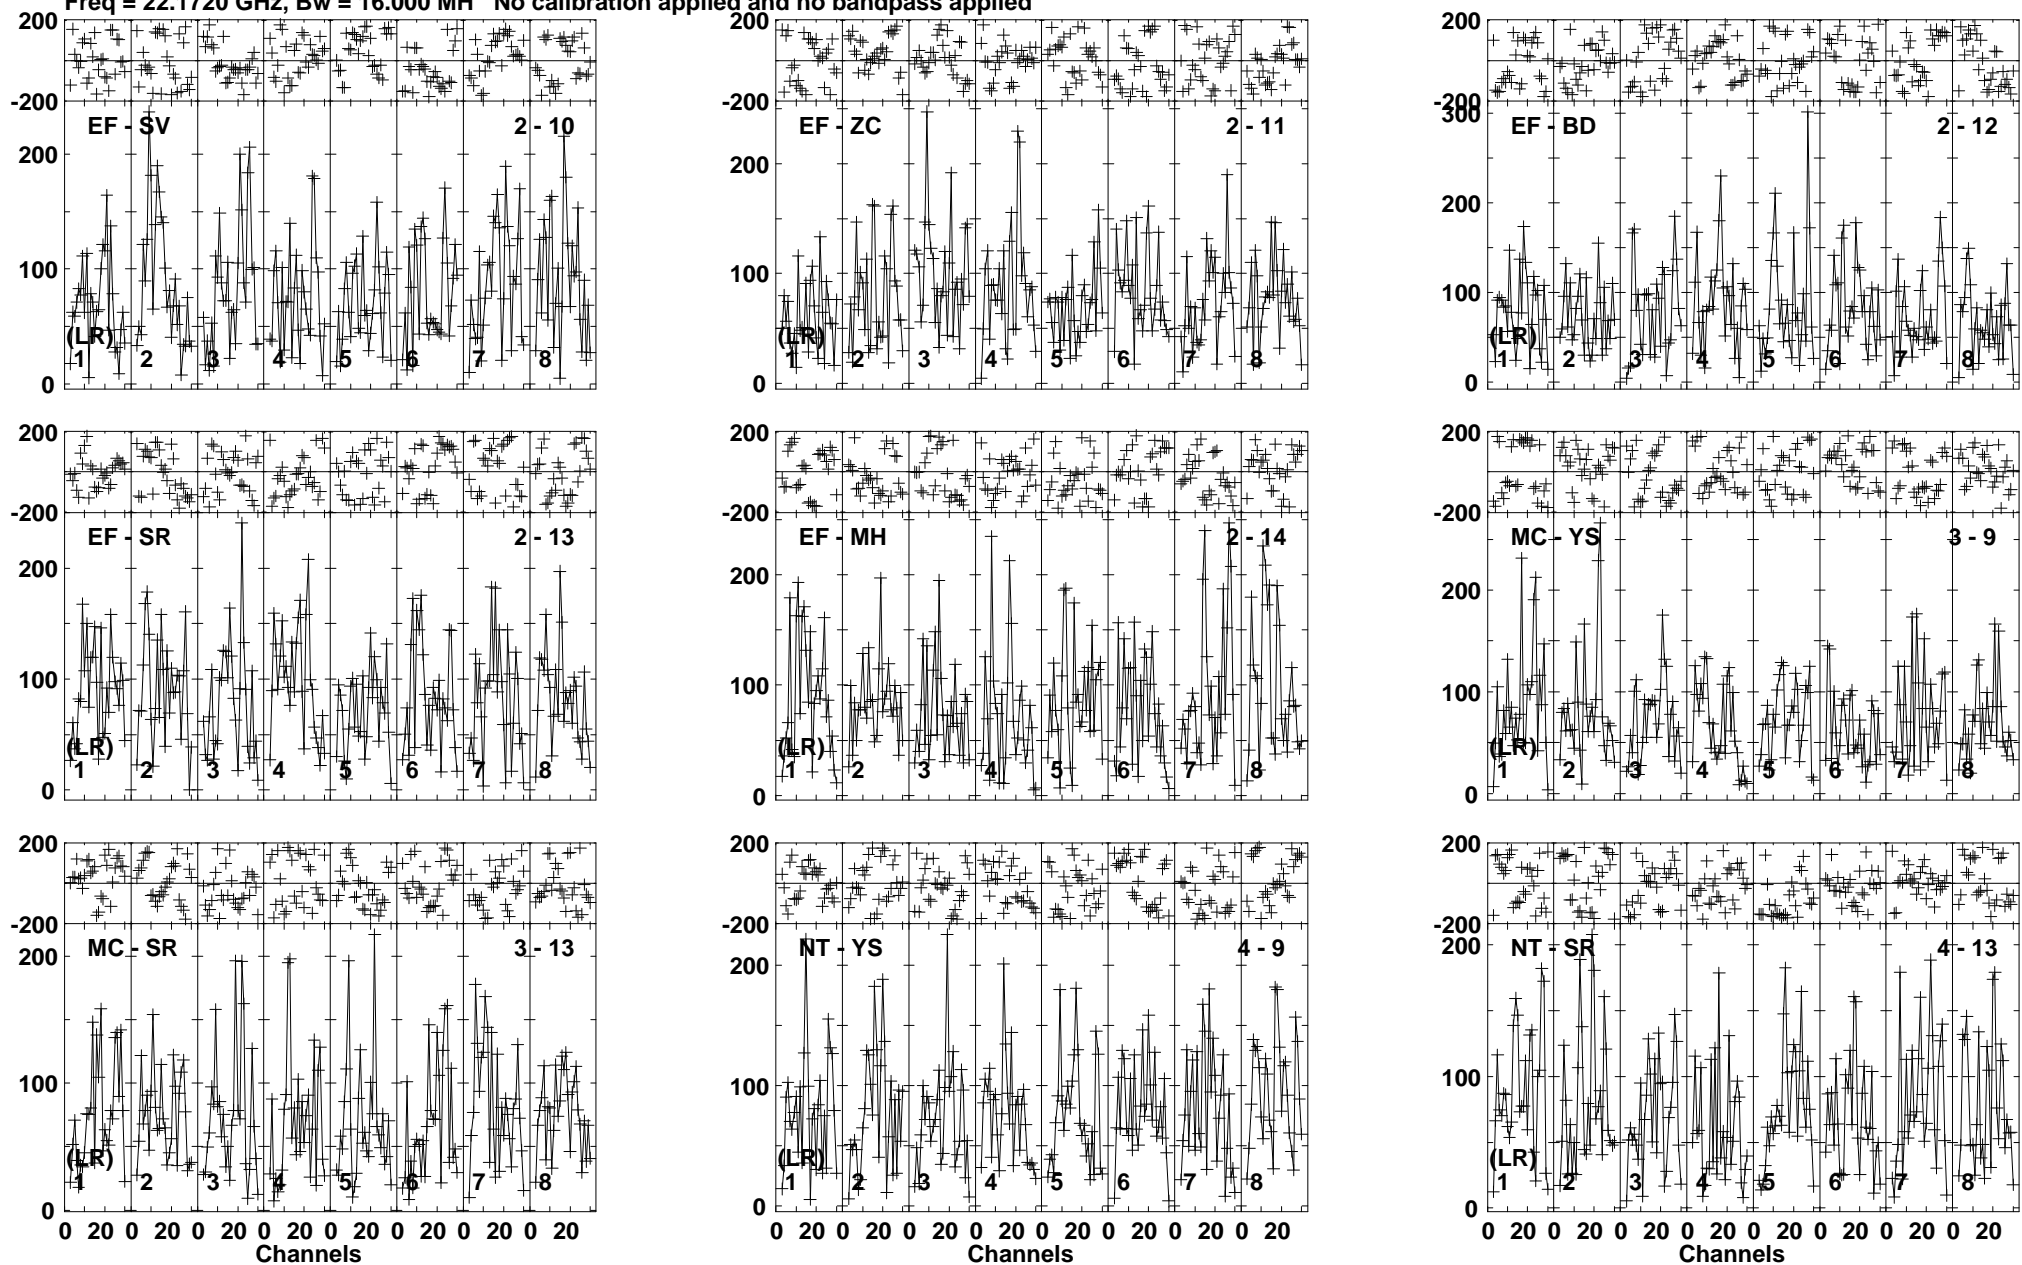 Freq = 22.1720 GHz, Bw = 16.000 MH No calibration applied and no bandpass applied
200 200 200
-200 -200 -200
EF - SV 2 - 10 EF - ZC 2 - 11 EF - BD 2 - 12
300
200 200 200
100 100 100
(LR) (LR) (LR)
1 2 3 4 5 6 7 8 1 2 3 4 5 6 7 8 1 2 3 4 5 6 7 8
0 0 0
200 200 200
-200 -200 -200
EF - SR 2 - 13 EF - MH 2 - 14 MC - YS 3 - 9
200 200 200
100 100 100
(LR) (LR) (LR)
1 2 3 4 5 6 7 8 1 2 3 4 5 6 7 8 1 2 3 4 5 6 7 8
0 0 0
200 200 200
-200 -200 -200
MC - SR 3 - 13 NT - YS 4 - 9 NT - SR 4 - 13
200 200 200
100 100 100
(LR) (LR) (LR)
1 2 3 4 5 6 7 8 1 2 3 4 5 6 7 8 1 2 3 4 5 6 7 8
0 0 0
0 20 0 20 0 20 0 20 0 20 0 20 0 20 0 20 0 20 0 20 0 20 0 20 0 20 0 20 0 20 0 20 0 20 0 20 0 20 0 20 0 20 0 20 0 20 0 20
Channels Channels Channels